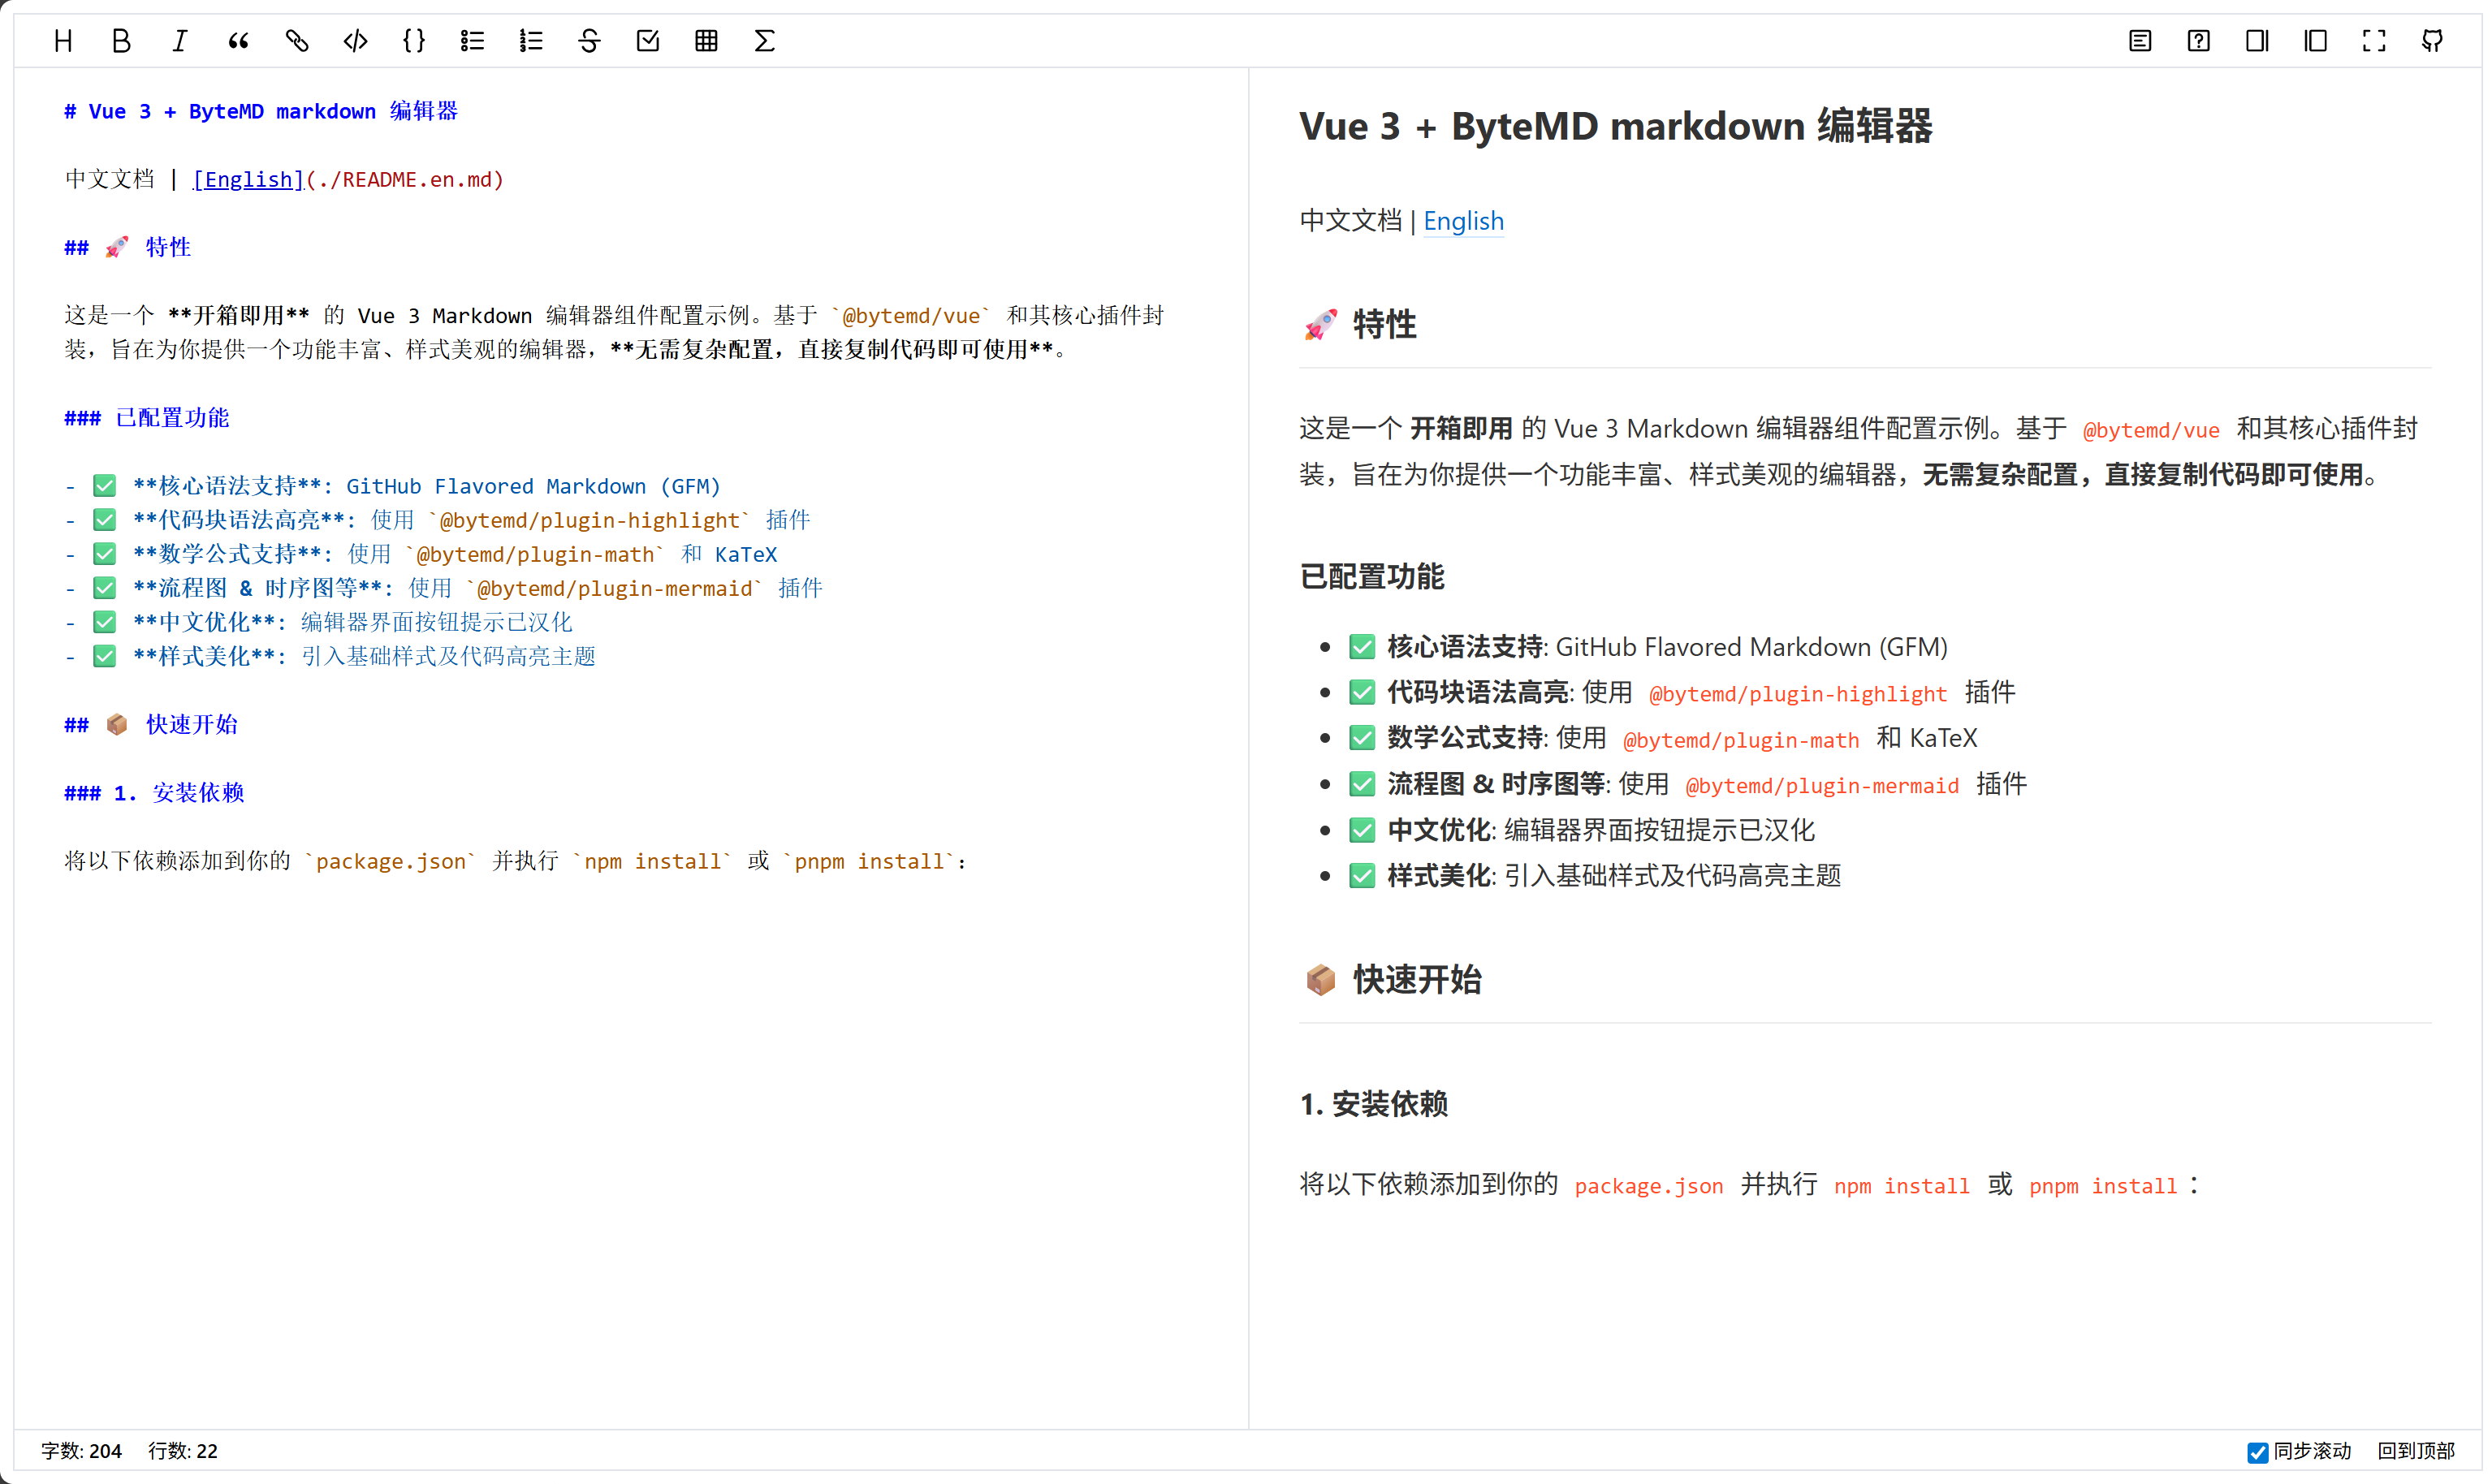 # Vue 3 + ByteMD markdown 编辑器
中文文档 | [English](./README.en.md)
## 🚀 特性
这是一个 **开箱即用** 的 Vue 3 Markdown 编辑器组件配置示例。基于 `@bytemd/vue` 和其核心插件封
装，旨在为你提供一个功能丰富、样式美观的编辑器，**无需复杂配置，直接复制代码即可使用**。
### 已配置功能
- ✅ **核心语法支持**: GitHub Flavored Markdown (GFM)
- ✅ **代码块语法高亮**: 使用 `@bytemd/plugin-highlight` 插件
- ✅ **数学公式支持**: 使用 `@bytemd/plugin-math` 和 KaTeX
- ✅ **流程图 & 时序图等**: 使用 `@bytemd/plugin-mermaid` 插件
- ✅ **中文优化**: 编辑器界面按钮提示已汉化
- ✅ **样式美化**: 引入基础样式及代码高亮主题
## 📦 快速开始
### 1. 安装依赖
将以下依赖添加到你的 `package.json` 并执行 `npm install` 或 `pnpm install`：
Vue 3 + ByteMD markdown 编辑器
中文文档 | English
🚀 特性
这是一个 开箱即用 的 Vue 3 Markdown 编辑器组件配置示例。基于 @bytemd/vue 和其核心插件封
装，旨在为你提供一个功能丰富、样式美观的编辑器，无需复杂配置，直接复制代码即可使用。
已配置功能
• ✅ 核心语法支持: GitHub Flavored Markdown (GFM)
• ✅ 代码块语法高亮: 使用 @bytemd/plugin-highlight 插件
• ✅ 数学公式支持: 使用 @bytemd/plugin-math 和 KaTeX
• ✅ 流程图 & 时序图等: 使用 @bytemd/plugin-mermaid 插件
• ✅ 中文优化: 编辑器界面按钮提示已汉化
• ✅ 样式美化: 引入基础样式及代码高亮主题
📦 快速开始
1. 安装依赖
将以下依赖添加到你的 package.json 并执行 npm install 或 pnpm install：
字数: 204 行数: 22 同步滚动 回到顶部